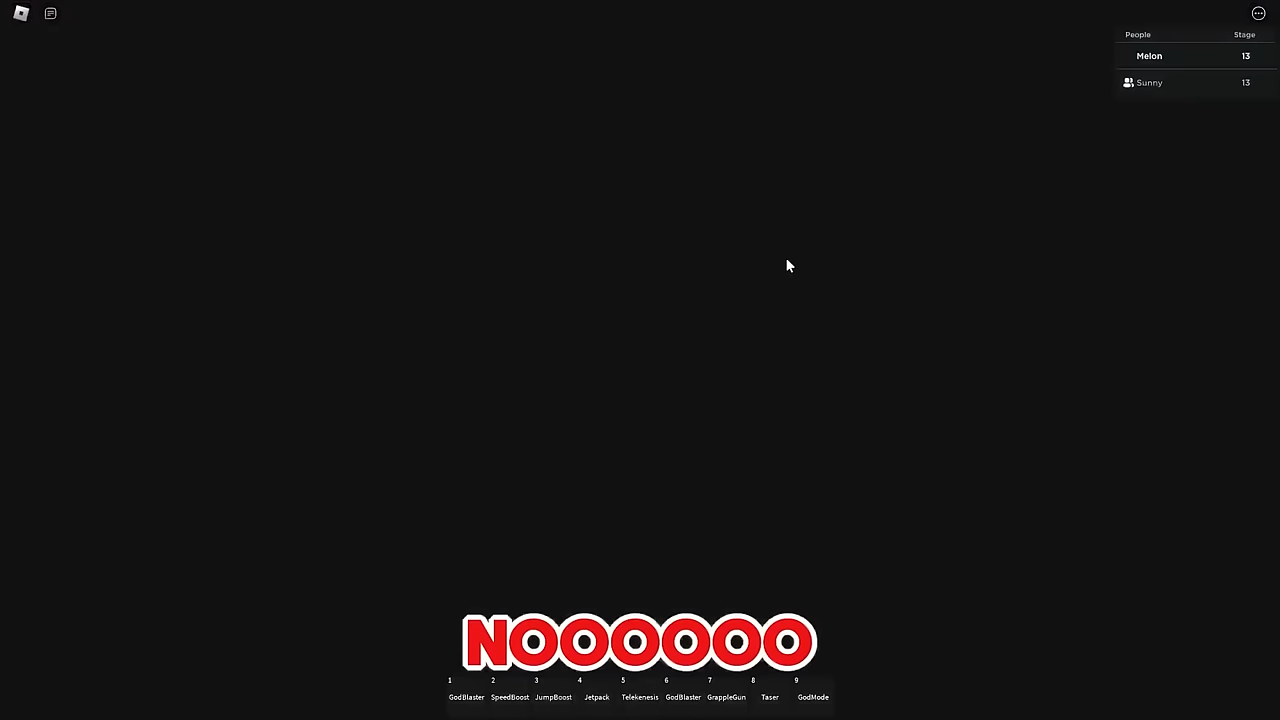 People Stage
Melon 13
Sunny 13
NOOOOOO
1 2 3 4 5 6 7 8 9
GodBlaster SpeedBoost JumpBoost Jetpack Telekenesis GodBlaster GrappleGun Taser GodMode